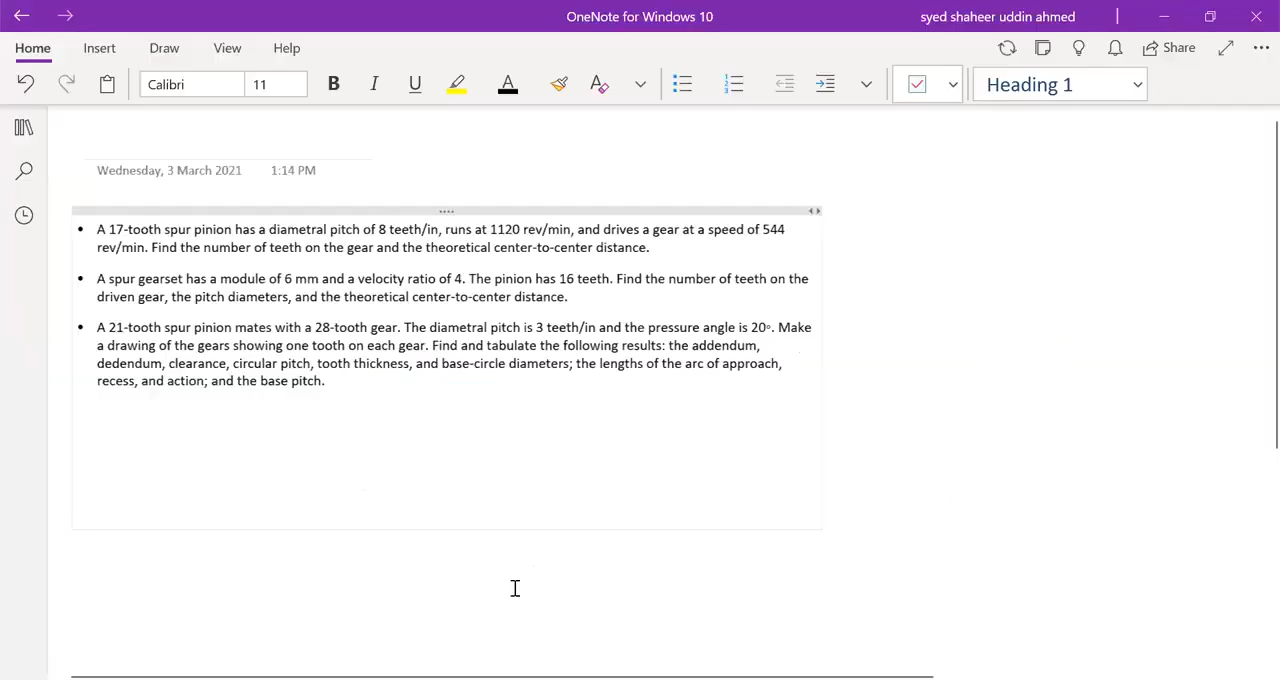 OneNote for Windows 10
syed shaheer uddin ahmed
Home Insert Draw View Help
Share
Calibri 11 B I U A A Heading 1
Wednesday, 3 March 2021 1:14 PM
• A 17-tooth spur pinion has a diametral pitch of 8 teeth/in, runs at 1120 rev/min, and drives a gear at a speed of 544
rev/min. Find the number of teeth on the gear and the theoretical center-to-center distance.
• A spur gearset has a module of 6 mm and a velocity ratio of 4. The pinion has 16 teeth. Find the number of teeth on the
driven gear, the pitch diameters, and the theoretical center-to-center distance.
• A 21-tooth spur pinion mates with a 28-tooth gear. The diametral pitch is 3 teeth/in and the pressure angle is 20◦. Make
a drawing of the gears showing one tooth on each gear. Find and tabulate the following results: the addendum,
dedendum, clearance, circular pitch, tooth thickness, and base-circle diameters; the lengths of the arc of approach,
recess, and action; and the base pitch.